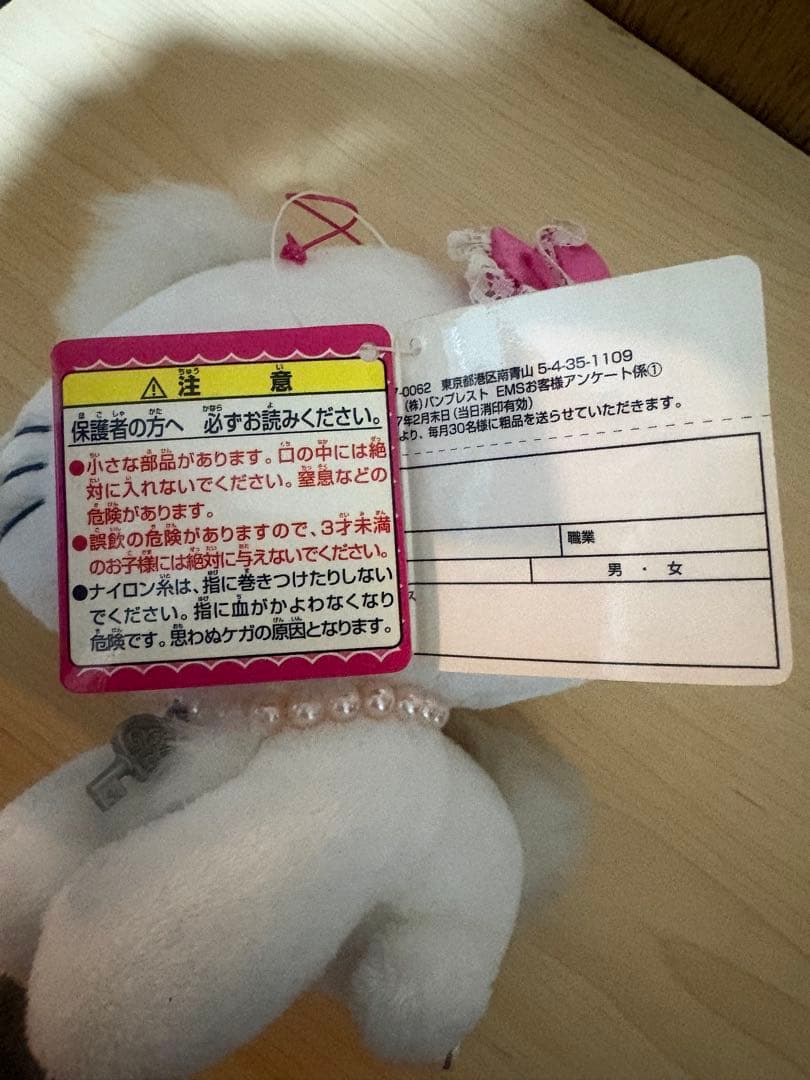 注意
保護者の方へ 必ずお読みください。
●小さな部品があります。口の中には絶
対に入れないでください。窒息などの
危険があります。
●誤飲の危険がありますので、3才未満
のお子様には絶対に与えないでください。
●ナイロン糸は、指に巻きつけたりしない
でください。指に血がかよわなくなり
危険です。思わぬケガの原因となります。
7-0062 東京都港区南青山 5-4-35-1109
(株)バンプレスト EMSお客様アンケート係①
7年2月末日(当日消印有効)
より、毎月30名様に粗品を送らせていただきます。
職業
男・女
ス